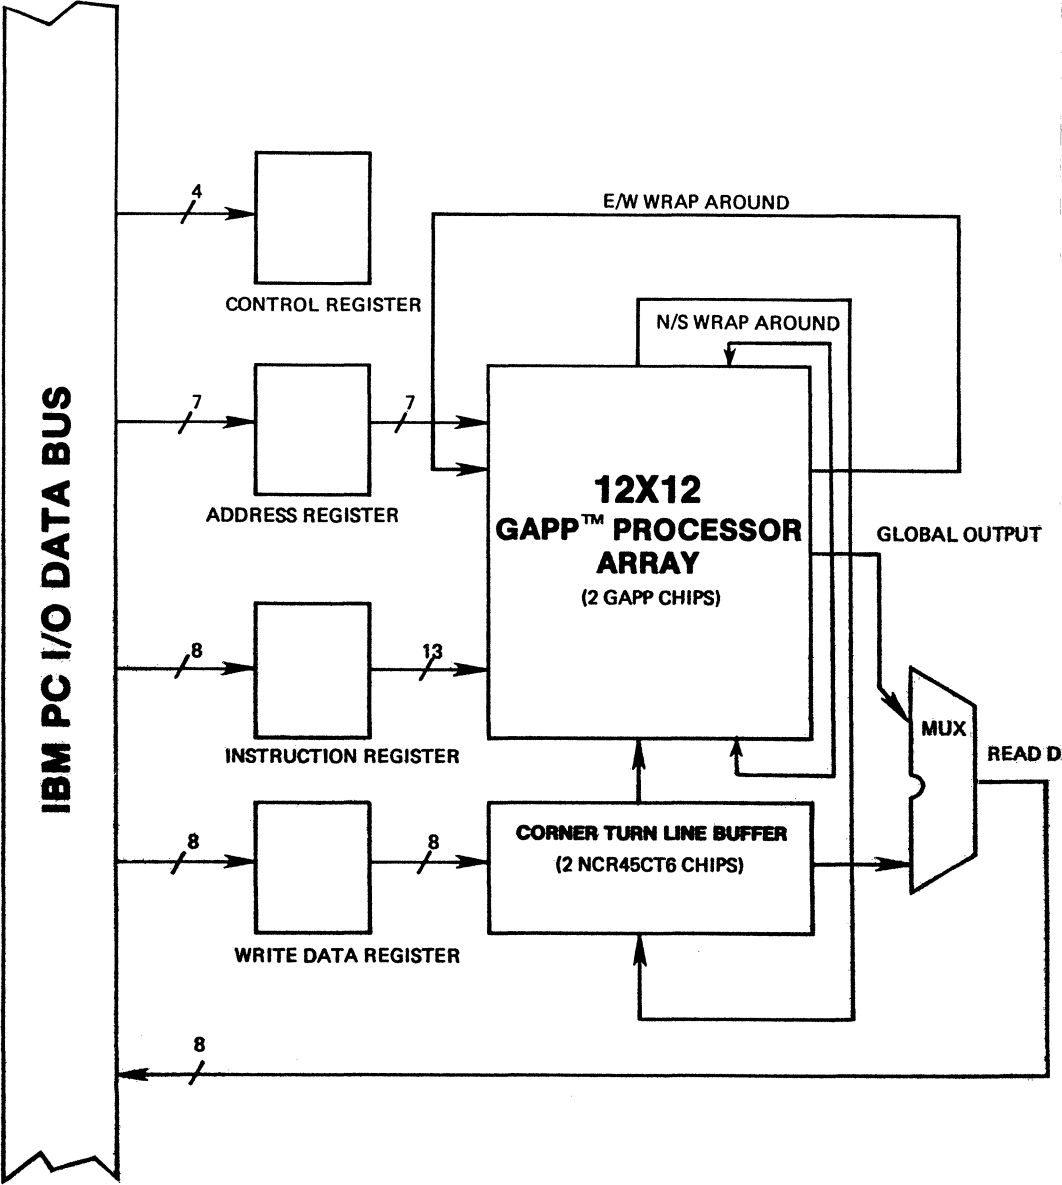 4
E/W WRAP AROUND
CONTROL REGISTER
N/S WRAP AROUND
7
7
IBM PC I/O DATA BUS
12X12
GAPP™ PROCESSOR
ARRAY
(2 GAPP CHIPS)
ADDRESS REGISTER
GLOBAL OUTPUT
8
13
MUX
INSTRUCTION REGISTER
READ D
8
8
CORNER TURN LINE BUFFER
(2 NCR45CT6 CHIPS)
WRITE DATA REGISTER
8